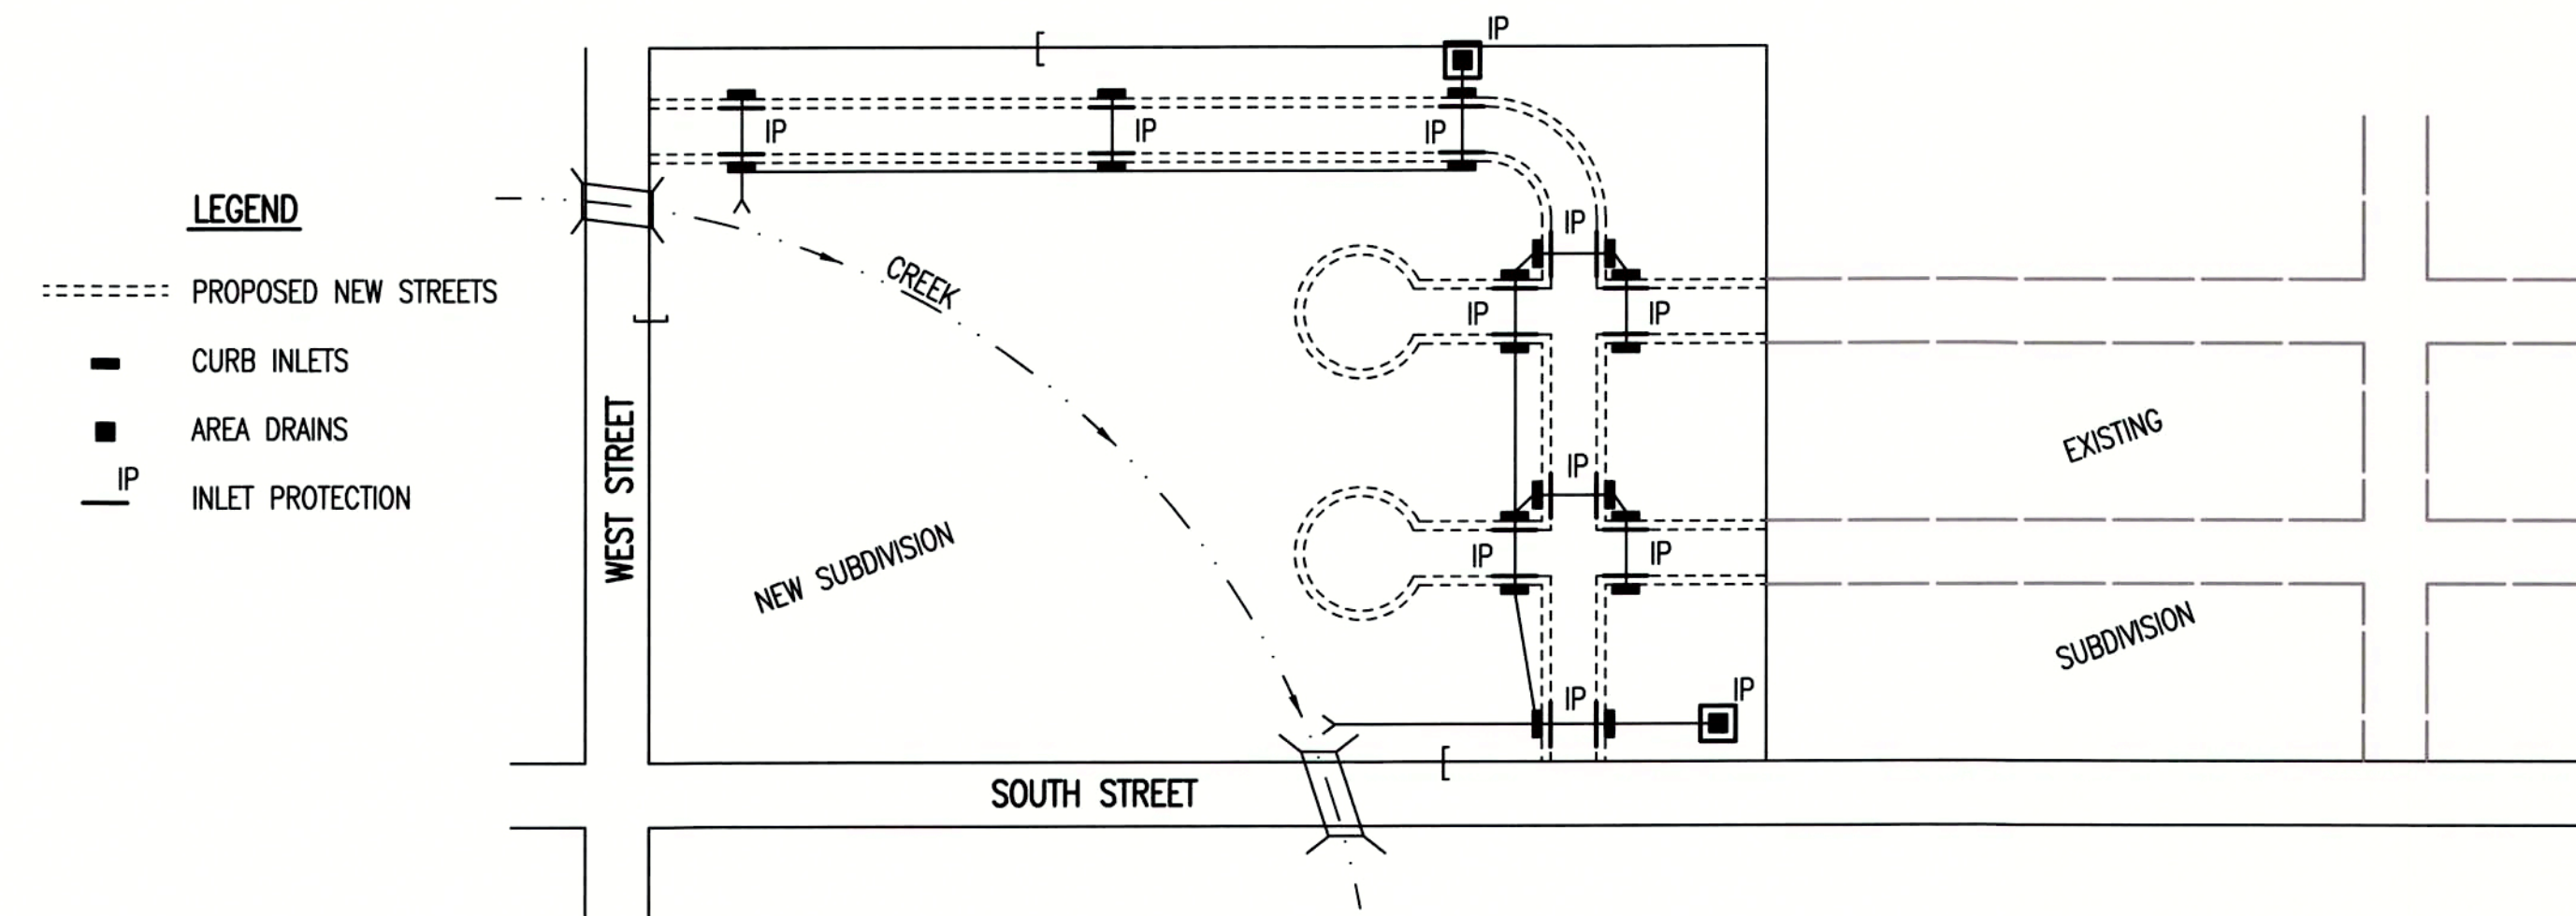 IP
IP
IP
IP
LEGEND
PROPOSED NEW STREETS
CURB INLETS
AREA DRAINS
IP
INLET PROTECTION
WEST STREET
CREEK
NEW SUBDIVISION
IP
IP
IP
IP
IP
IP
IP
IP
SOUTH STREET
EXISTING
SUBDIVISION